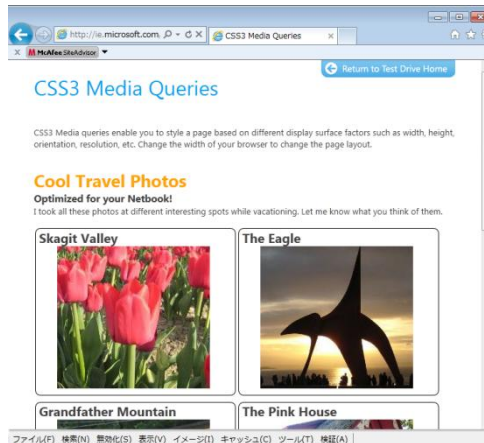 http://ie.microsoft.com.
CSS3 Media Queries
X McAfee SiteAdvisor
Return to Test Drive Home
CSS3 Media Queries
CSS3 Media queries enable you to style a page based on different display surface factors such as width, height,
orientation, resolution, etc. Change the width of your browser to change the page layout.
Cool Travel Photos
Optimized for your Netbook!
I took all these photos at different interesting spots while vacationing. Let me know what you think of them.
Skagit Valley
The Eagle
Grandfather Mountain
The Pink House
ファイル(F) 検索(N) 無効化(S) 表示(V) イメージ(I) キャッシュ(C) ツール(T) 検証(A)